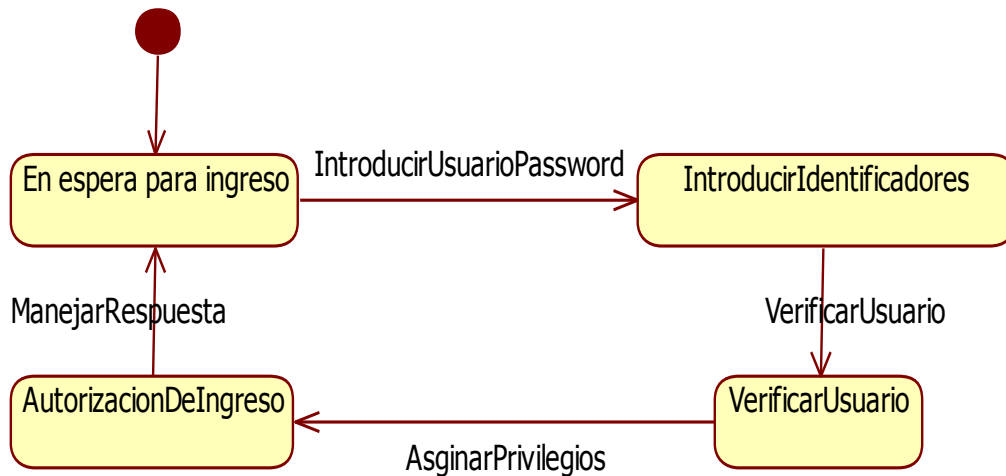 En espera para ingreso
IntroducirUsuarioPassword
IntroducirIdentificadores
ManejarRespuesta
VerificarUsuario
AutorizacionDeIngreso
VerificarUsuario
AsginarPrivilegios